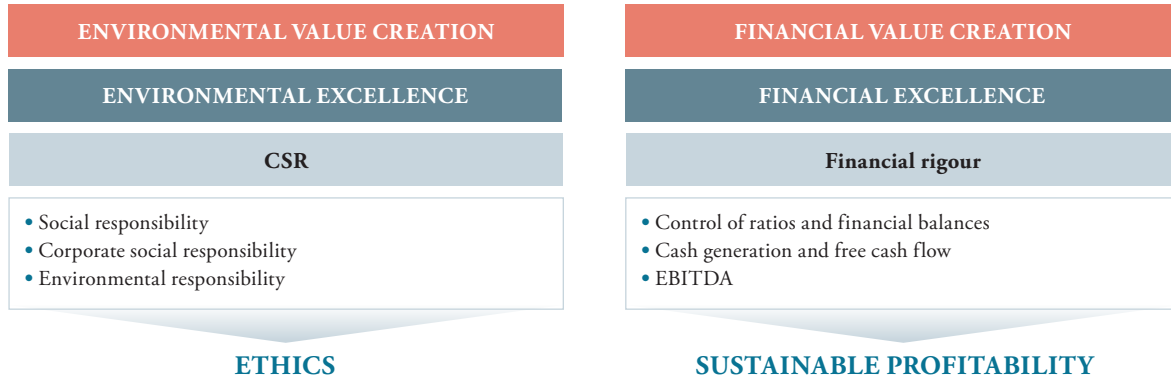 ENVIRONMENTAL VALUE CREATION
ENVIRONMENTAL EXCELLENCE
CSR
• Social responsibility
• Corporate social responsibility
• Environmental responsibility
ETHICS
FINANCIAL VALUE CREATION
FINANCIAL EXCELLENCE
Financial rigour
• Control of ratios and financial balances
• Cash generation and free cash flow
• EBITDA
SUSTAINABLE PROFITABILITY